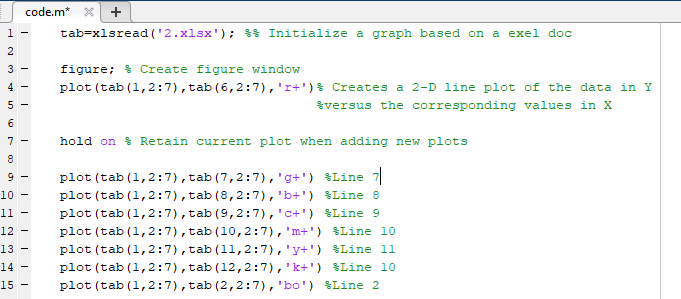 code.m* × +
1 - tab=xlsread('2.xlsx'); %% Initialize a graph based on a exel doc
2
3 - figure; % Create figure window
4 - plot(tab(1,2:7),tab(6,2:7),'r+')% Creates a 2-D line plot of the data in Y
5 - %versus the corresponding values in X
6
7 - hold on % Retain current plot when adding new plots
8
9 - plot(tab(1,2:7),tab(7,2:7),'g+') %Line 7
10 - plot(tab(1,2:7),tab(8,2:7),'b+') %Line 8
11 - plot(tab(1,2:7),tab(9,2:7),'c+') %Line 9
12 - plot(tab(1,2:7),tab(10,2:7),'m+') %Line 10
13 - plot(tab(1,2:7),tab(11,2:7),'y+') %Line 11
14 - plot(tab(1,2:7),tab(12,2:7),'k+') %Line 10
15 - plot(tab(1,2:7),tab(2,2:7),'bo') %Line 2